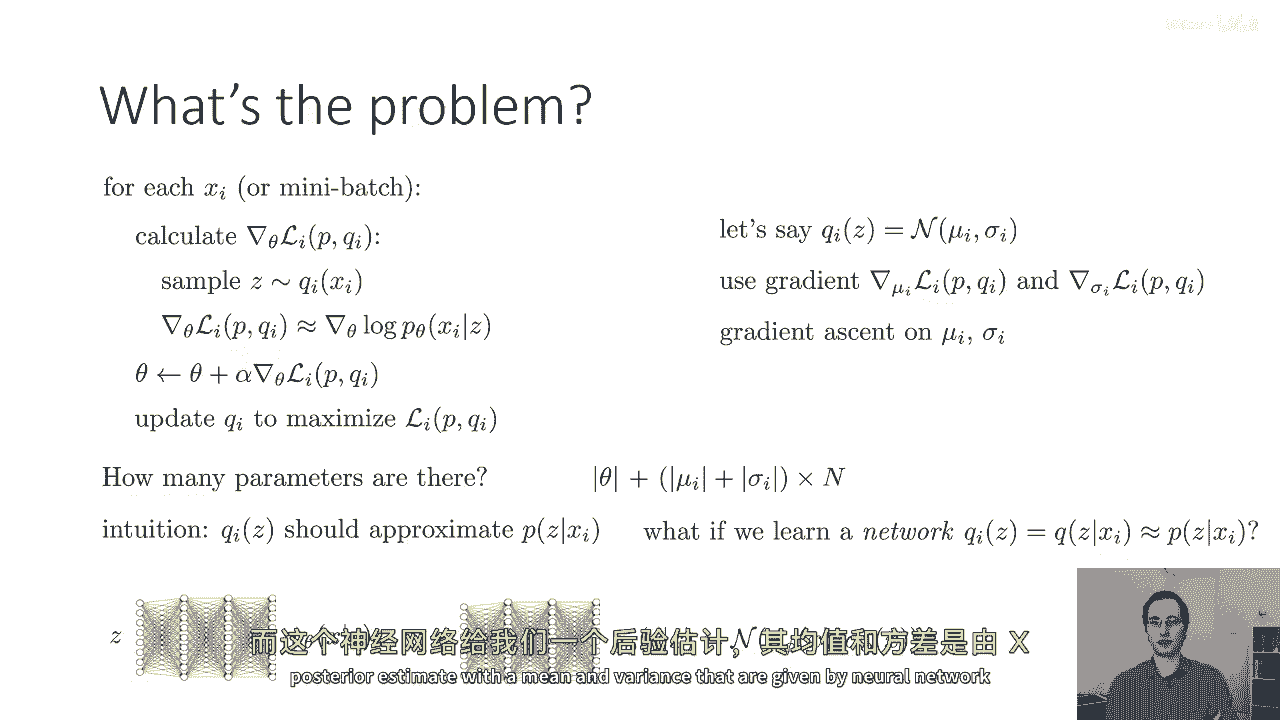 What's the problem?
for each $x_i$ (or mini-batch):
calculate $\nabla_\theta \mathcal{L}_i(p, q_i)$:
sample $z \sim q_i(x_i)$
$\nabla_\theta \mathcal{L}_i(p, q_i) \approx \nabla_\theta \log p_\theta(x_i|z)$
$\theta \leftarrow \theta + \alpha \nabla_\theta \mathcal{L}_i(p, q_i)$
update $q_i$ to maximize $\mathcal{L}_i(p, q_i)$
let's say $q_i(z) = \mathcal{N}(\mu_i, \sigma_i)$
use gradient $\nabla_{\mu_i} \mathcal{L}_i(p, q_i)$ and $\nabla_{\sigma_i} \mathcal{L}_i(p, q_i)$
gradient ascent on $\mu_i$, $\sigma_i$
How many parameters are there? $|\theta| + (|\mu_i| + |\sigma_i|) \times N$
intuition: $q_i(z)$ should approximate $p(z|x_i)$ what if we learn a network $q_i(z) = q(z|x_i) \approx p(z|x_i)$?
$z$
而这个神经网络给我们一个后验估计,其均值和方差是由 X
posterior estimate with a mean and variance that are given by neural network